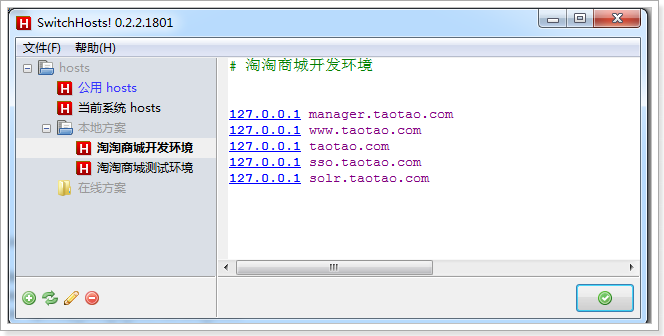 SwitchHosts! 0.2.2.1801
文件(F) 帮助(H)
hosts
公用 hosts
当前系统 hosts
本地方案
淘淘商城开发环境
淘淘商城测试环境
在线方案
# 淘淘商城开发环境
127.0.0.1 manager.taotao.com
127.0.0.1 www.taotao.com
127.0.0.1 taotao.com
127.0.0.1 sso.taotao.com
127.0.0.1 solr.taotao.com